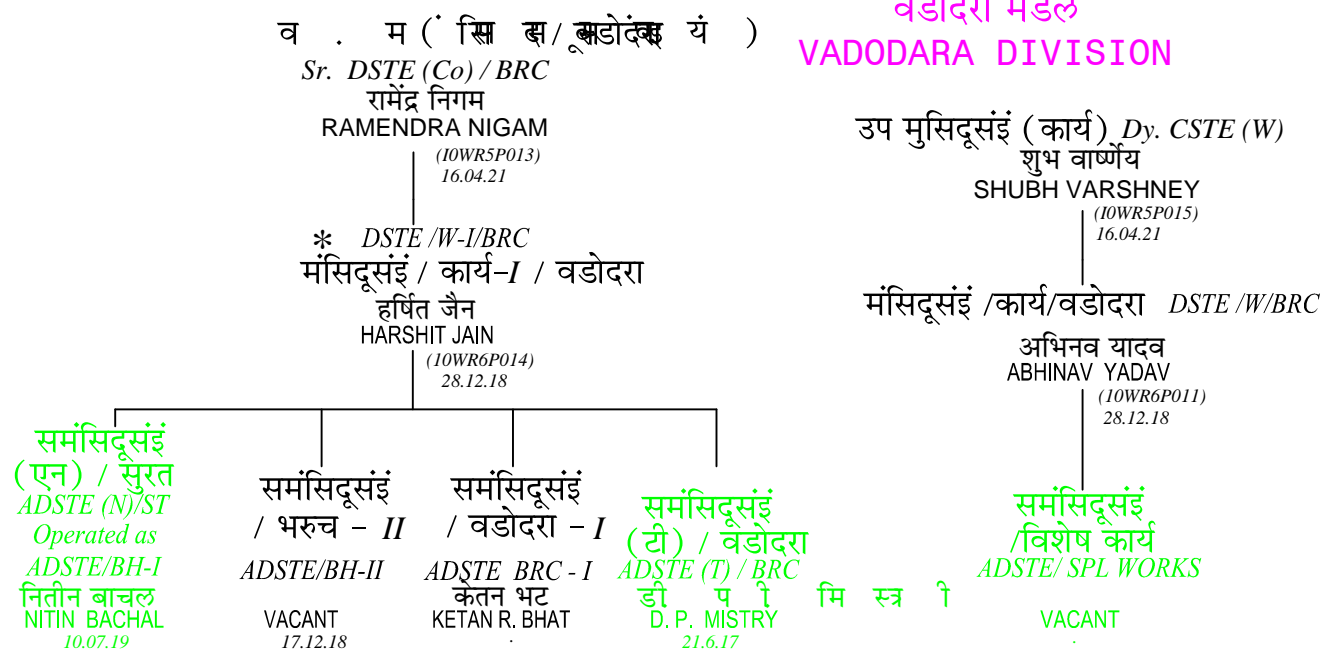 वडोदरा मंडल
VADODARA DIVISION
Sr. DSTE (Co) / BRC
रामेंद्र निगम
RAMENDRA NIGAM
(I0WR5P013)
16.04.21
* DSTE /W-I/BRC
मंसिदूसंइं / कार्य-I / वडोदरा
हर्षित जैन
HARSHIT JAIN
(10WR6P014)
28.12.18
समंसिदूसंइं
(एन) / सुरत
ADSTE (N)/ST
Operated as
ADSTE/BH-I
नितीन बाचल
NITIN BACHAL
10.07.19
समंसिदूसंइं
/ भरुच - II
ADSTE/BH-II
VACANT
17.12.18
समंसिदूसंइं
/ वडोदरा - I
ADSTE BRC - I
केतन भट
KETAN R. BHAT
समंसिदूसंइं
(टी) / वडोदरा
ADSTE (T) / BRC
डी पी मिस्त्री
D. P. MISTRY
21.6.17
उप मुसिदूसंइं (कार्य) Dy. CSTE (W)
शुभ वार्ष्णेय
SHUBH VARSHNEY
(I0WR5P015)
16.04.21
मंसिदूसंइं /कार्य/वडोदरा DSTE /W/BRC
अभिनव यादव
ABHINAV YADAV
(10WR6P011)
28.12.18
समंसिदूसंइं
/विशेष कार्य
ADSTE/ SPL WORKS
VACANT